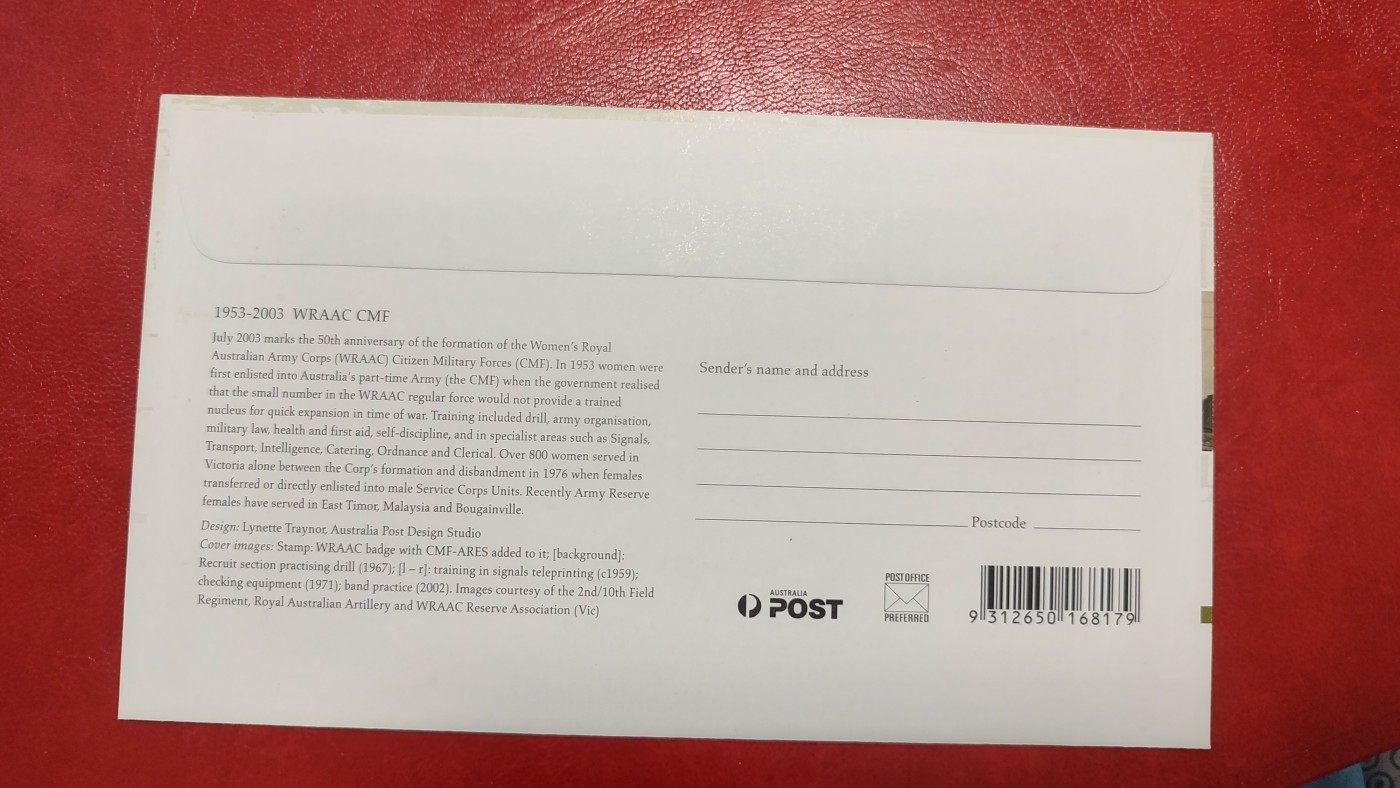 1953-2003 WRAAC CMF
July 2003 marks the 50th anniversary of the formation of the Women's Royal
Australian Army Corps (WRAAC) Citizen Military Forces (CMF). In 1953 women were
first enlisted into Australia's part-time Army (the CMF) when the government realised
that the small number in the WRAAC regular force would not provide a trained
nucleus for quick expansion in time of war. Training included drill, army organisation,
military law, health and first aid, self-discipline, and in specialist areas such as Signals,
Transport, Intelligence, Catering, Ordnance and Clerical. Over 800 women served in
Victoria alone between the Corp's formation and disbandment in 1976 when females
transferred or directly enlisted into male Service Corps Units. Recently Army Reserve
females have served in East Timor, Malaysia and Bougainville.
Design: Lynette Traynor, Australia Post Design Studio
Cover images: Stamp: WRAAC badge with CMF-ARES added to it; [background]:
Recruit section practising drill (1967); [l – r]: training in signals teleprinting (c1959);
checking equipment (1971); band practice (2002). Images courtesy of the 2nd/10th Field
Regiment, Royal Australian Artillery and WRAAC Reserve Association (Vic)
Sender's name and address
Postcode
AUSTRALIA
POST
POST OFFICE
PREFERRED
9 312650 168179